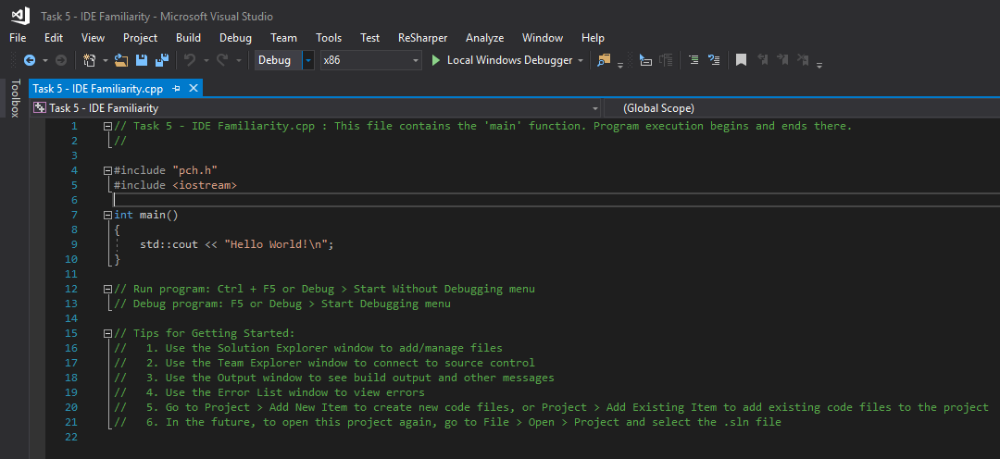 Task 5 - IDE Familiarity - Microsoft Visual Studio
File Edit View Project Build Debug Team Tools Test ReSharper Analyze Window Help
Debug x86 Local Windows Debugger
Toolbox
Task 5 - IDE Familiarity.cpp
Task 5 - IDE Familiarity (Global Scope)
1 // Task 5 - IDE Familiarity.cpp : This file contains the 'main' function. Program execution begins and ends there.
2 //
3
4 #include "pch.h"
5 #include <iostream>
6
7 int main()
8 {
9     std::cout << "Hello World!\n";
10 }
11
12 // Run program: Ctrl + F5 or Debug > Start Without Debugging menu
13 // Debug program: F5 or Debug > Start Debugging menu
14
15 // Tips for Getting Started:
16 //   1. Use the Solution Explorer window to add/manage files
17 //   2. Use the Team Explorer window to connect to source control
18 //   3. Use the Output window to see build output and other messages
19 //   4. Use the Error List window to view errors
20 //   5. Go to Project > Add New Item to create new code files, or Project > Add Existing Item to add existing code files to the project
21 //   6. In the future, to open this project again, go to File > Open > Project and select the .sln file
22